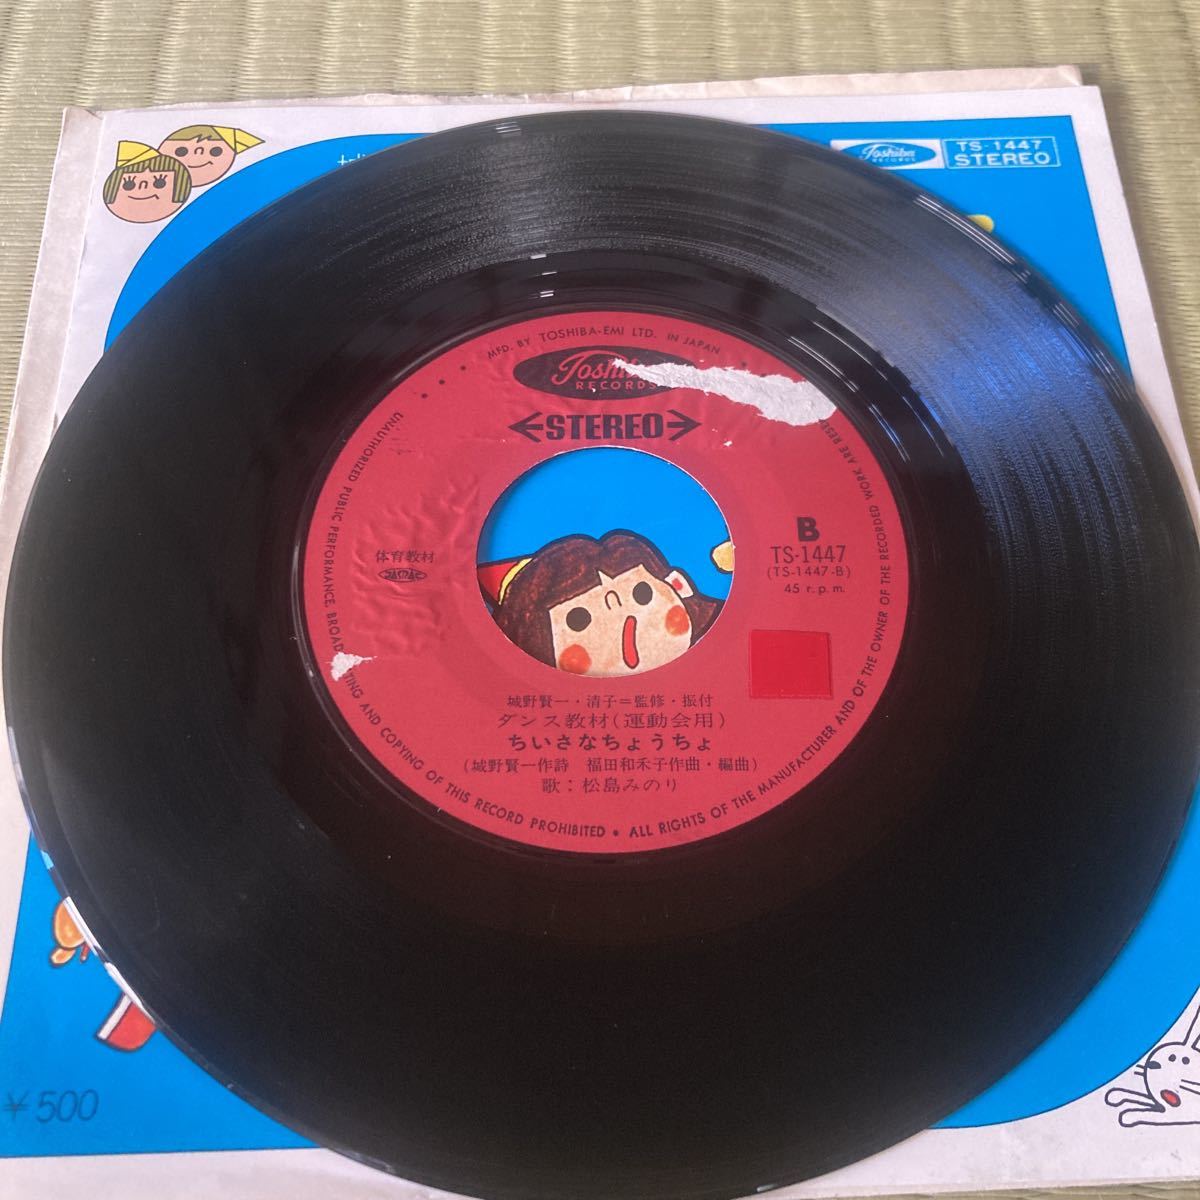 Toshiba
RECORDS
TS-1447
STEREO
MFD. BY TOSHIBA-EMI LTD. IN JAPAN
RECORDS
STEREO
体育教材
JASRAC
B
TS-1447
(TS-1447-B)
45 r.p.m.
城野賢一・清子=監修・振付
ダンス教材(運動会用)
ちいさなちょうちょ
(城野賢一作詩 福田和禾子作曲・編曲)
歌:松島みのり
UNAUTHORIZED PUBLIC PERFORMANCE, AND COPYING OF THIS RECORD PROHIBITED • ALL RIGHTS OF THE MANUFACTURER AND OF THE OWNER OF THE RECORDED WORK ARE
¥500